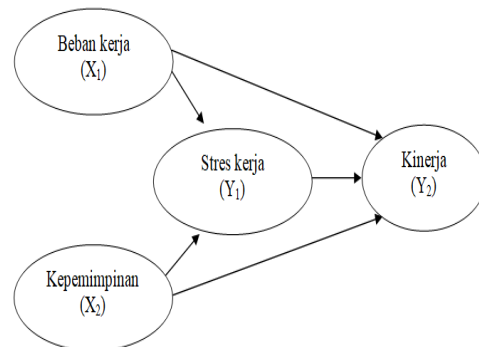 Beban kerja
(X₁)
Stres kerja
(Y₁)
Kinerja
(Y₂)
Kepemimpinan
(X₂)